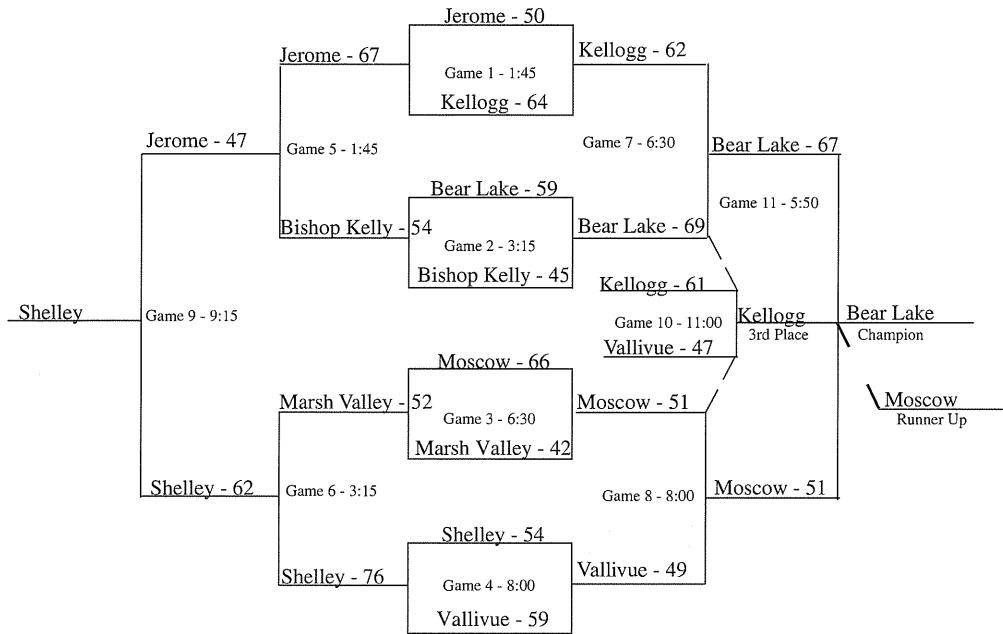 Jerome - 50
Jerome - 67
Kellogg - 62
Game 1 - 1:45
Kellogg - 64
Jerome - 47
Game 5 - 1:45
Game 7 - 6:30
Bear Lake - 67
Bear Lake - 59
Game 11 - 5:50
Bishop Kelly - 54
Game 2 - 3:15
Bear Lake - 69
Bishop Kelly - 45
Kellogg - 61
Shelley
Game 9 - 9:15
Game 10 - 11:00
Kellogg
3rd Place
Bear Lake
Champion
Vallivue - 47
Moscow - 66
Marsh Valley - 52
Game 3 - 6:30
Moscow - 51
Moscow
Runner Up
Marsh Valley - 42
Shelley - 62
Game 6 - 3:15
Game 8 - 8:00
Moscow - 51
Shelley - 54
Shelley - 76
Game 4 - 8:00
Vallivue - 49
Vallivue - 59